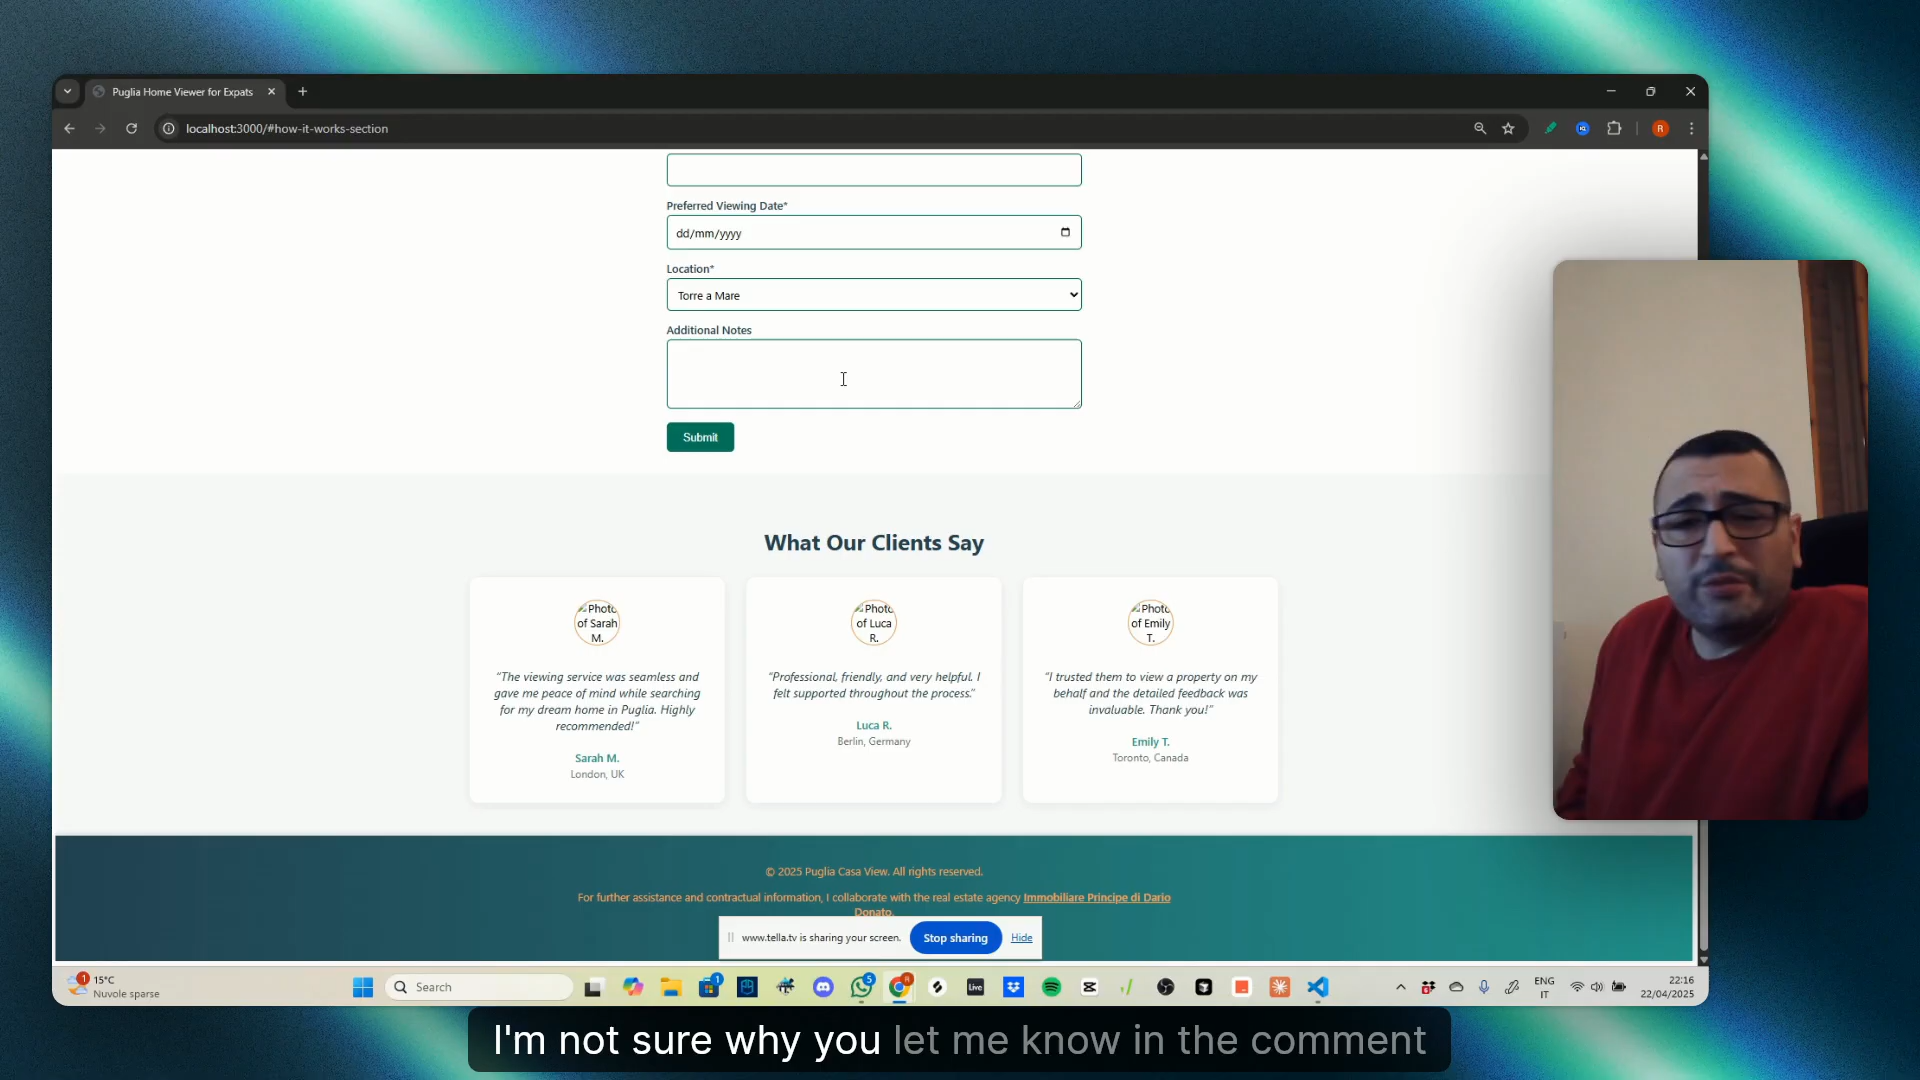 Puglia Home Viewer for Expats
localhost:3000/#how-it-works-section
R
Preferred Viewing Date*
dd/mm/yyyy
Location*
Torre a Mare
Additional Notes
Submit
What Our Clients Say
Photo
of Sarah
M.
“The viewing service was seamless and
gave me peace of mind while searching
for my dream home in Puglia. Highly
recommended!”
Sarah M.
London, UK
Photo
of Luca
R.
“Professional, friendly, and very helpful. I
felt supported throughout the process.”
Luca R.
Berlin, Germany
Photo
of Emily
T.
“I trusted them to view a property on my
behalf and the detailed feedback was
invaluable. Thank you!”
Emily T.
Toronto, Canada
© 2025 Puglia Casa View. All rights reserved.
For further assistance and contractual information, I collaborate with the real estate agency Immobiliare Principe di Dario
Donato.
www.tella.tv is sharing your screen.
Stop sharing
Hide
1
15°C
Nuvole sparse
Search
1
5
R
Live
ENG
IT
22:16
22/04/2025
I'm not sure why you let me know in the comment